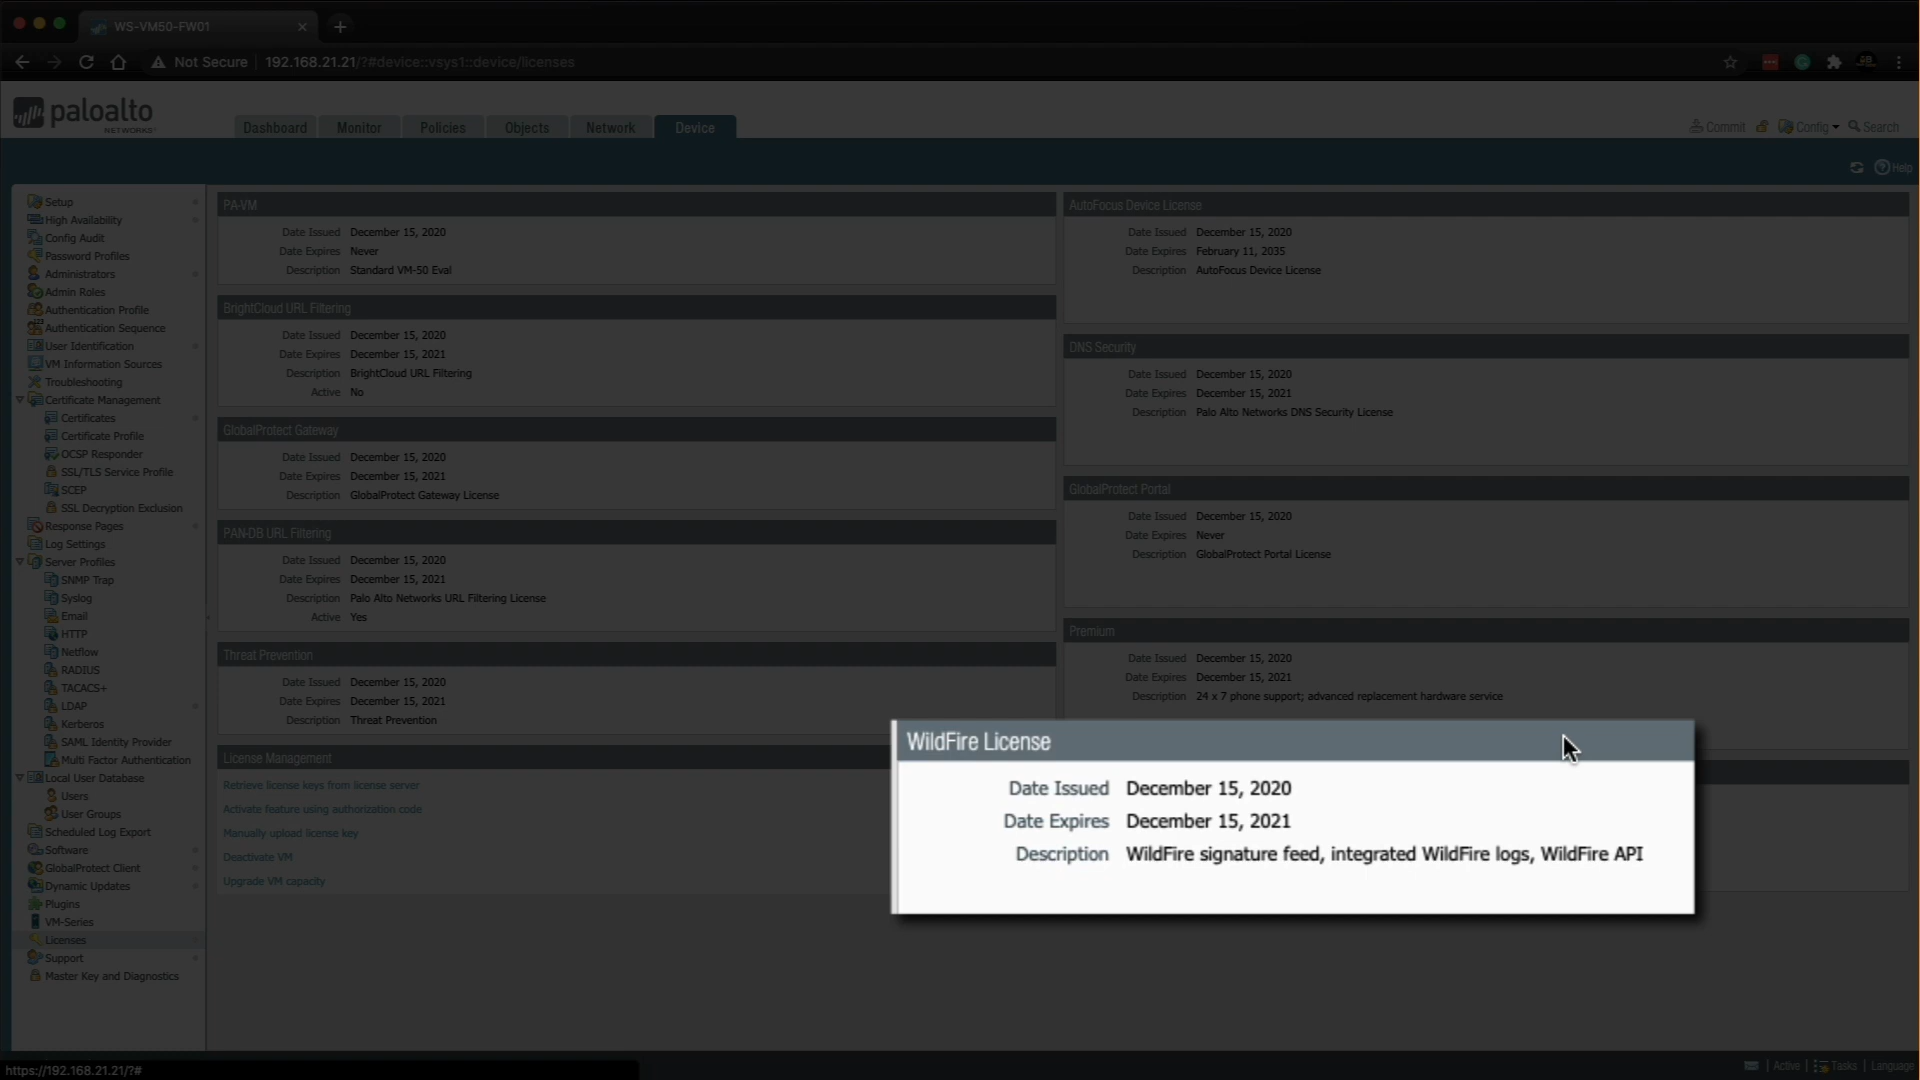 WS-VM50-FW01
Not Secure 192.168.21.21/?#device::vsys1::device/licenses
paloalto
NETWORKS
Dashboard Monitor Policies Objects Network Device
Commit Config Search
Help
Setup
High Availability
Config Audit
Password Profiles
Administrators
Admin Roles
Authentication Profile
Authentication Sequence
User Identification
VM Information Sources
Troubleshooting
Certificate Management
Certificates
Certificate Profile
OCSP Responder
SSL/TLS Service Profile
SCEP
SSL Decryption Exclusion
Response Pages
Log Settings
Server Profiles
SNMP Trap
Syslog
Email
HTTP
Netflow
RADIUS
TACACS+
LDAP
Kerberos
SAML Identity Provider
Multi Factor Authentication
Local User Database
Users
User Groups
Scheduled Log Export
Software
GlobalProtect Client
Dynamic Updates
Plugins
VM-Series
Licenses
Support
Master Key and Diagnostics
PA-VM
Date Issued December 15, 2020
Date Expires Never
Description Standard VM-50 Eval
BrightCloud URL Filtering
Date Issued December 15, 2020
Date Expires December 15, 2021
Description BrightCloud URL Filtering
Active No
GlobalProtect Gateway
Date Issued December 15, 2020
Date Expires December 15, 2021
Description GlobalProtect Gateway License
PAN-DB URL Filtering
Date Issued December 15, 2020
Date Expires December 15, 2021
Description Palo Alto Networks URL Filtering License
Active Yes
Threat Prevention
Date Issued December 15, 2020
Date Expires December 15, 2021
Description Threat Prevention
License Management
Retrieve license keys from license server
Activate feature using authorization code
Manually upload license key
Deactivate VM
Upgrade VM capacity
AutoFocus Device License
Date Issued December 15, 2020
Date Expires February 11, 2035
Description AutoFocus Device License
DNS Security
Date Issued December 15, 2020
Date Expires December 15, 2021
Description Palo Alto Networks DNS Security License
GlobalProtect Portal
Date Issued December 15, 2020
Date Expires Never
Description GlobalProtect Portal License
Premium
Date Issued December 15, 2020
Date Expires December 15, 2021
Description 24 x 7 phone support; advanced replacement hardware service
WildFire License
Date Issued December 15, 2020
Date Expires December 15, 2021
Description WildFire signature feed, integrated WildFire logs, WildFire API
https://192.168.21.21/?#
Active Tasks Language